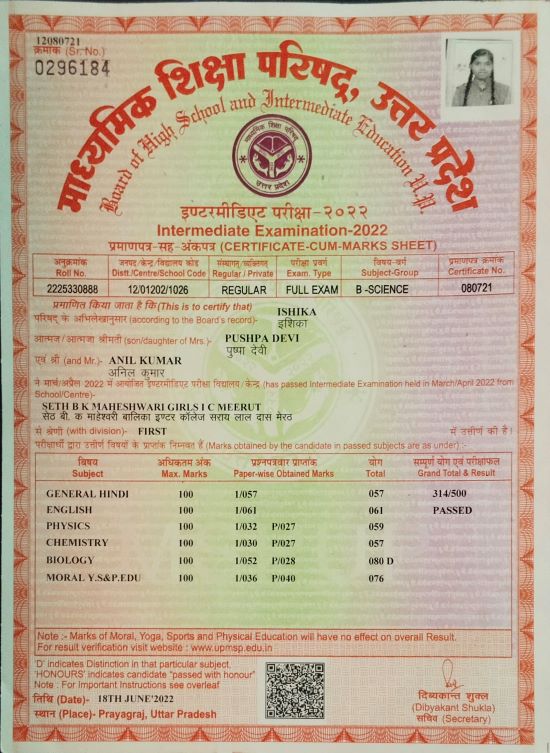 12080721
क्रमांक (Sr. No.)
0296184
माध्यमिक शिक्षा परिषद्, उत्तर प्रदेश
Board of High School and Intermediate Education U.P.
माध्यमिक शिक्षा परिषद्
उत्तर प्रदेश
इण्टरमीडिएट परीक्षा-२०२२
Intermediate Examination-2022
प्रमाणपत्र-सह-अंकपत्र (CERTIFICATE-CUM-MARKS SHEET)
अनुक्रमांक जनपद/केन्द्र/विद्यालय कोड संस्थागत/व्यक्तिगत परीक्षा प्रवर्ग विषय-वर्ग प्रमाणपत्र क्रमांक
Roll No. Distt./Centre/School Code Regular / Private Exam. Type Subject-Group Certificate No.
2225330888 12/01202/1026 REGULAR FULL EXAM B -SCIENCE 080721
प्रमाणित किया जाता है कि (This is to certify that)
ISHIKA
परिषद् के अभिलेखानुसार (according to the Board's record)-
इशिका
आत्मज/आत्मजा श्रीमती (son/daughter of Mrs.)- PUSHPA DEVI
पुष्पा देवी
एवं श्री (and Mr.)- ANIL KUMAR
अनिल कुमार
ने मार्च/अप्रैल 2022 में आयोजित इण्टरमीडिएट परीक्षा विद्यालय/केन्द्र (has passed Intermediate Examination held in March/April 2022 from
School/Centre)-
SETH B K MAHESHWARI GIRLS I C MEERUT
सेठ बी. क माहेश्वरी बालिका इण्टर कॉलेज सराय लाल दास मेरठ
से श्रेणी (with division)- FIRST में उत्तीर्ण की है।
परीक्षार्थी द्वारा उत्तीर्ण विषयों के प्राप्तांक निम्नवत हैं (Marks obtained by the candidate in passed subjects are as under) :-
विषय अधिकतम अंक प्रश्नपत्रवार प्राप्तांक योग सम्पूर्ण योग एवं परीक्षाफल
Subject Max. Marks Paper-wise Obtained Marks Total Grand Total & Result
GENERAL HINDI 100 1/057 057 314/500
ENGLISH 100 1/061 061 PASSED
PHYSICS 100 1/032 P/027 059
CHEMISTRY 100 1/030 P/027 057
BIOLOGY 100 1/052 P/028 080 D
MORAL Y.S&P.EDU 100 1/036 P/040 076
Note :- Marks of Moral, Yoga, Sports and Physical Education will have no effect on overall Result.
For result verification visit website : www.upmsp.edu.in
'D' indicates Distinction in that particular subject,
'HONOURS' indicates candidate "passed with honour"
Note : For Important Instructions see overleaf
तिथि (Date)- 18TH JUNE'2022
स्थान (Place)- Prayagraj, Uttar Pradesh
दिव्यकान्त शुक्ल
(Dibyakant Shukla)
सचिव (Secretary)